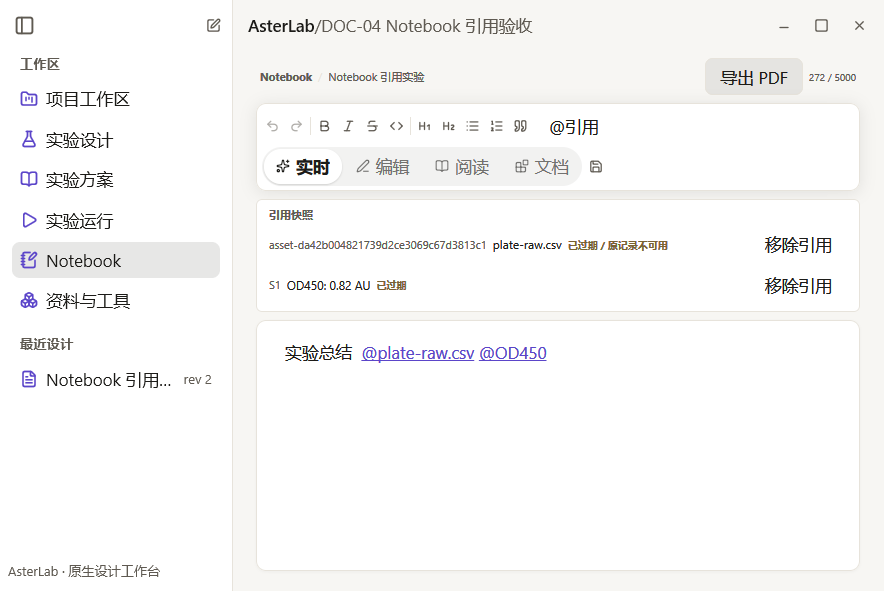 AsterLab/DOC-04 Notebook 引用验收
工作区
项目工作区
实验设计
实验方案
实验运行
Notebook
资料与工具
最近设计
Notebook 引用... rev 2
AsterLab · 原生设计工作台
Notebook / Notebook 引用实验
导出 PDF 272 / 5000
B I S <> H1 H2 @引用
实时 编辑 阅读 文档
引用快照
asset-da42b004821739d2ce3069c67d3813c1 plate-raw.csv 已过期 / 原记录不可用 移除引用
S1 OD450: 0.82 AU 已过期 移除引用
实验总结 @plate-raw.csv @OD450